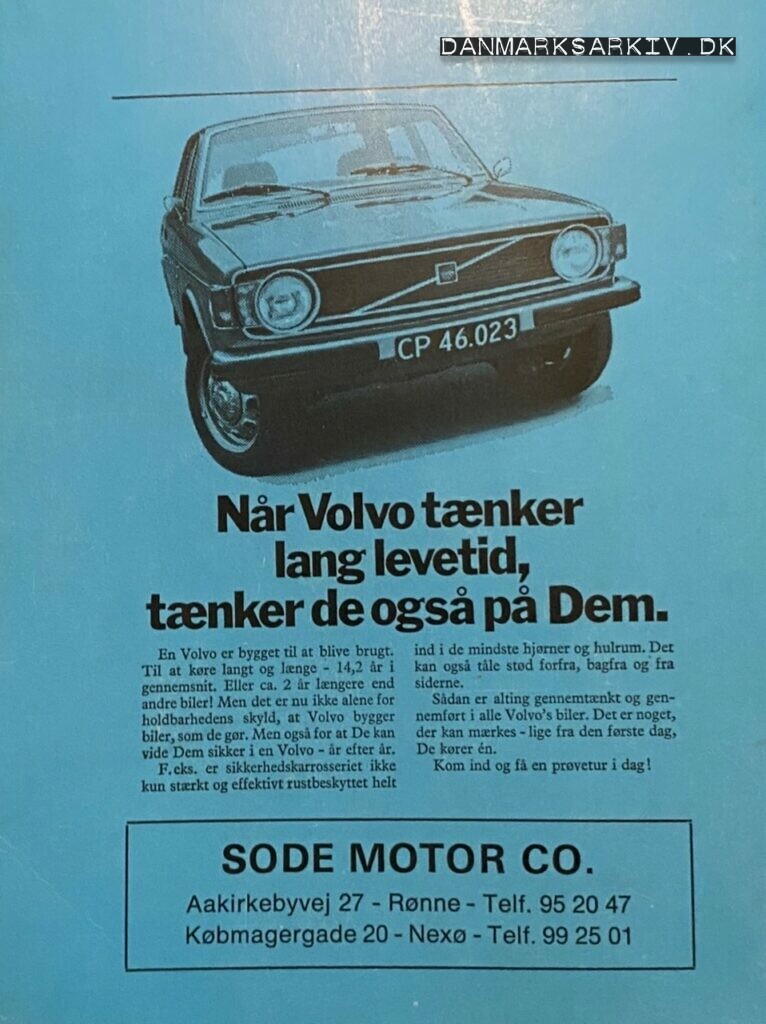 DANMARKSARKIV.DK
CP 46.023
Når Volvo tænker
lang levetid,
tænker de også på Dem.
En Volvo er bygget til at blive brugt.
Til at køre langt og længe - 14,2 år i
gennemsnit. Eller ca. 2 år længere end
andre biler! Men det er nu ikke alene for
holdbarhedens skyld, at Volvo bygger
biler, som de gør. Men også for at De kan
vide Dem sikker i en Volvo - år efter år.
F.eks. er sikkerhedskarrosseriet ikke
kun stærkt og effektivt rustbeskyttet helt
ind i de mindste hjørner og hulrum. Det
kan også tåle stød forfra, bagfra og fra
siderne.
Sådan er alting gennemtænkt og gen-
nemført i alle Volvo's biler. Det er noget,
der kan mærkes - lige fra den første dag,
De kører én.
Kom ind og få en prøvetur i dag!
SODE MOTOR CO.
Aakirkebyvej 27 - Rønne - Telf. 95 20 47
Købmagergade 20 - Nexø - Telf. 99 25 01